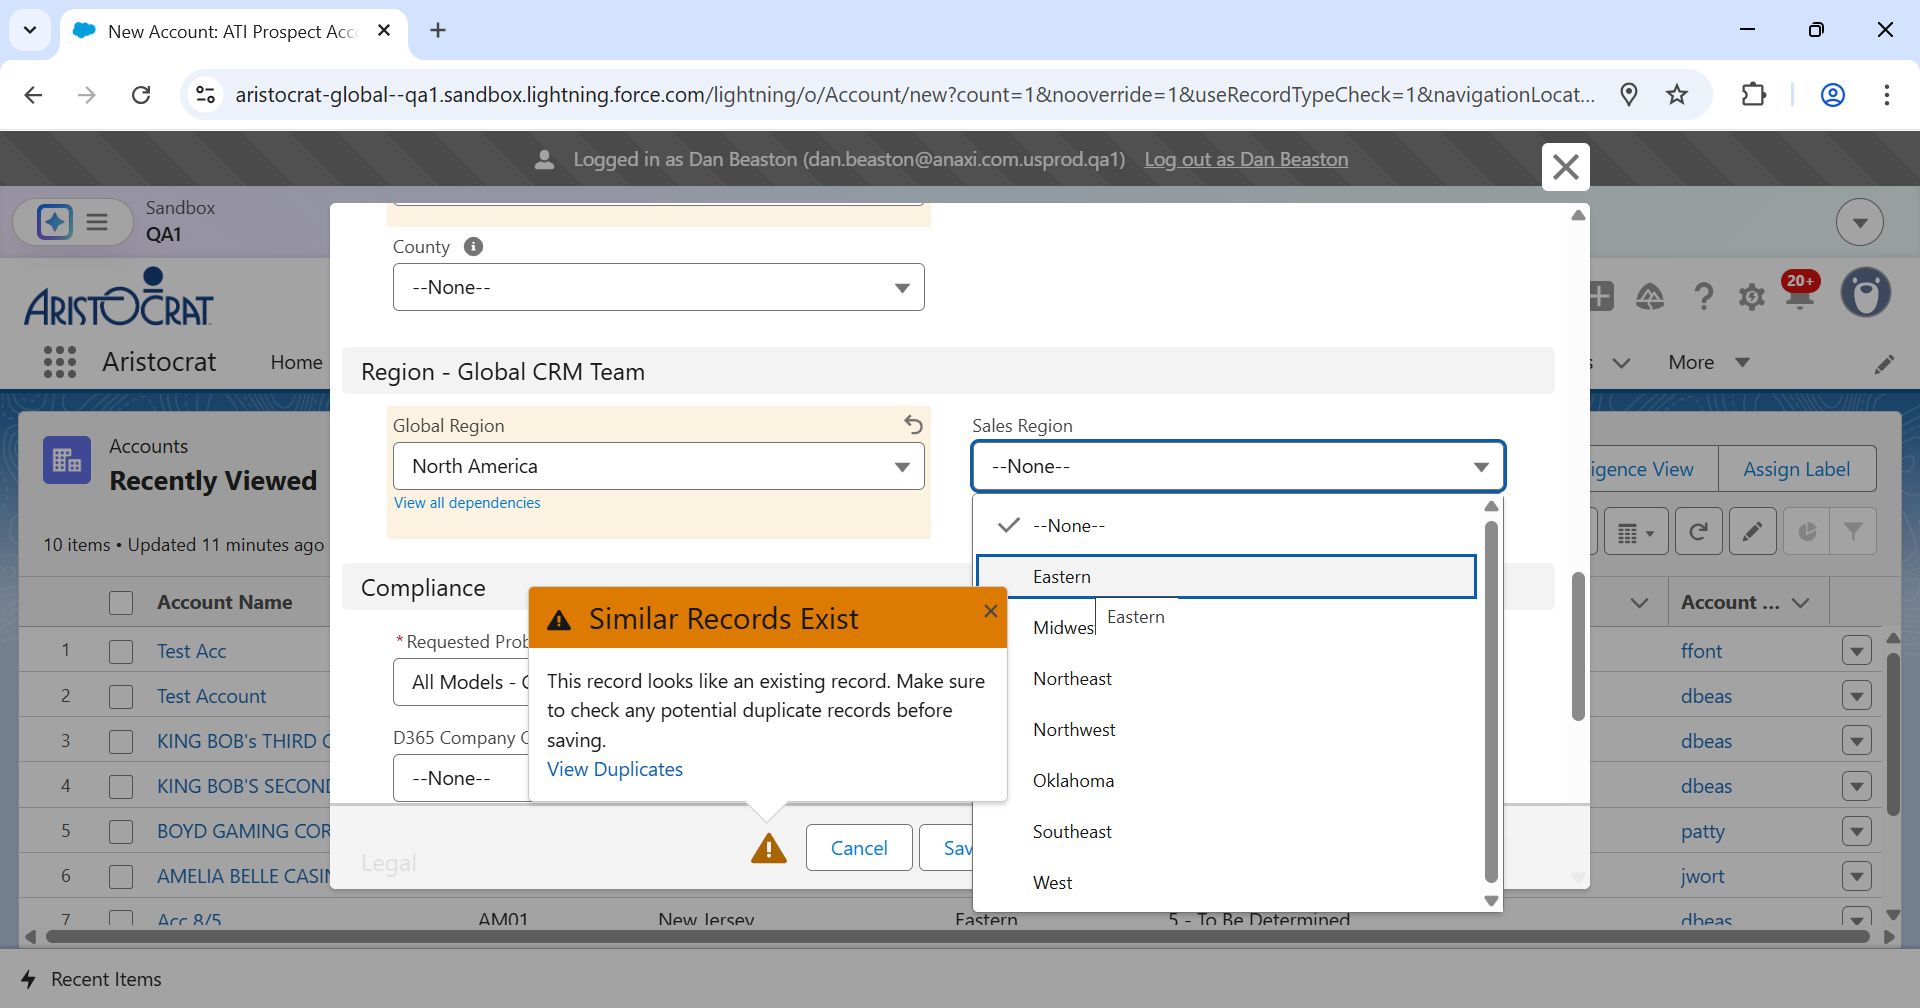 New Account: ATI Prospect Acc
aristocrat-global--qa1.sandbox.lightning.force.com/lightning/o/Account/new?count=1&nooverride=1&useRecordTypeCheck=1&navigationLocat...
Logged in as Dan Beaston (dan.beaston@anaxi.com.usprod.qa1) Log out as Dan Beaston
Sandbox
QA1
ARISTOCRAT
20+
Aristocrat
Home
More
Accounts
Recently Viewed
10 items • Updated 11 minutes ago
igence View
Assign Label
Account Name
Account ...
1 Test Acc ffont
2 Test Account dbeas
3 KING BOB's THIRD dbeas
4 KING BOB'S SECOND dbeas
5 BOYD GAMING COR patty
6 AMELIA BELLE CASIN jwort
7 Acc 8/5 AM01 New Jersey Eastern 5 - To Be Determined dbeas
County
--None--
Region - Global CRM Team
Global Region
North America
View all dependencies
Sales Region
--None--
--None--
Eastern
Eastern
Midwes
Northeast
Northwest
Oklahoma
Southeast
West
Compliance
*Requested Prob
All Models - 
D365 Company
--None--
Similar Records Exist
This record looks like an existing record. Make sure
to check any potential duplicate records before
saving.
View Duplicates
Cancel
Sav
Legal
Recent Items